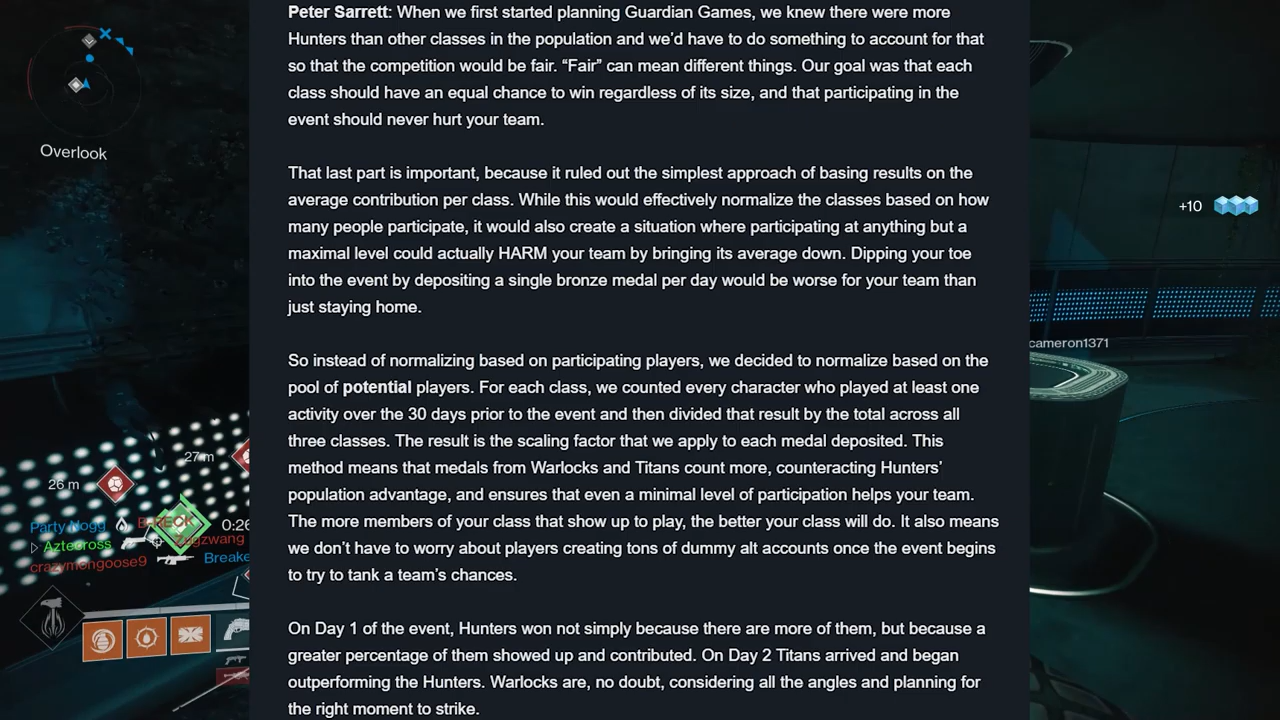 Peter Sarrett: When we first started planning Guardian Games, we knew there were more
Hunters than other classes in the population and we'd have to do something to account for that
so that the competition would be fair. “Fair” can mean different things. Our goal was that each
class should have an equal chance to win regardless of its size, and that participating in the
event should never hurt your team.
That last part is important, because it ruled out the simplest approach of basing results on the
average contribution per class. While this would effectively normalize the classes based on how
many people participate, it would also create a situation where participating at anything but a
maximal level could actually HARM your team by bringing its average down. Dipping your toe
into the event by depositing a single bronze medal per day would be worse for your team than
just staying home.
So instead of normalizing based on participating players, we decided to normalize based on the
pool of potential players. For each class, we counted every character who played at least one
activity over the 30 days prior to the event and then divided that result by the total across all
three classes. The result is the scaling factor that we apply to each medal deposited. This
method means that medals from Warlocks and Titans count more, counteracting Hunters’
population advantage, and ensures that even a minimal level of participation helps your team.
The more members of your class that show up to play, the better your class will do. It also means
we don’t have to worry about players creating tons of dummy alt accounts once the event begins
to try to tank a team’s chances.
On Day 1 of the event, Hunters won not simply because there are more of them, but because a
greater percentage of them showed up and contributed. On Day 2 Titans arrived and began
outperforming the Hunters. Warlocks are, no doubt, considering all the angles and planning for
the right moment to strike.
Overlook
+10
cameron1371
27 m
26 m
Party Nogg
0:26
Aztecross
Zugzwang
crazymongoose9
Breake